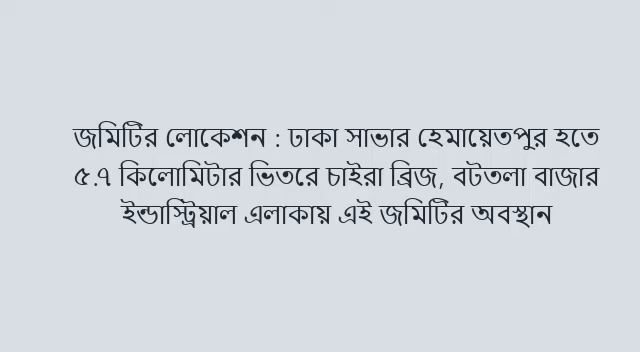 জমিটির লোকেশন : ঢাকা সাভার হেমায়েতপুর হতে
৫.৭ কিলোমিটার ভিতরে চাইরা ব্রিজ, বটতলা বাজার
ইন্ডাস্ট্রিয়াল এলাকায় এই জমিটির অবস্থান